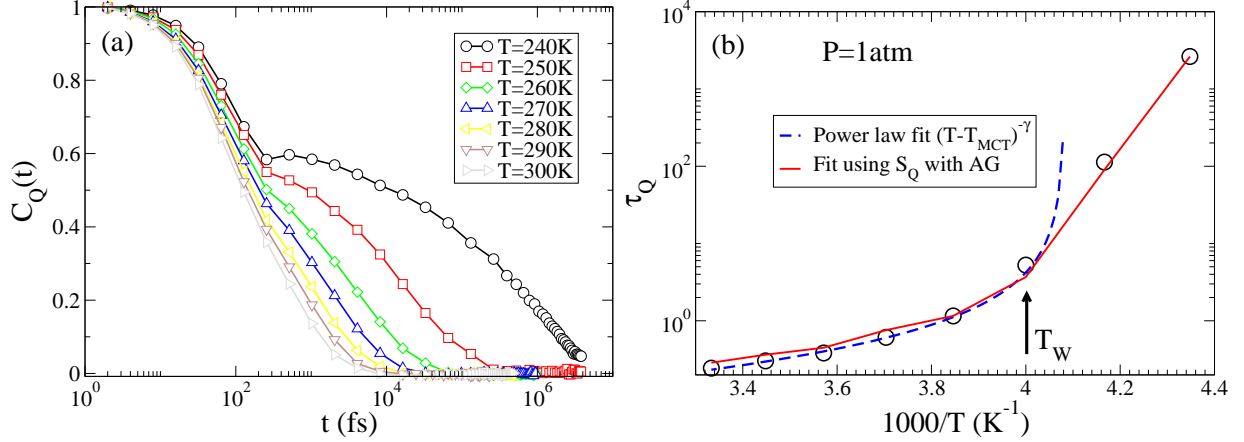 (a)
T=240K
T=250K
T=260K
T=270K
T=280K
T=290K
T=300K
C_Q(t)
1
0.8
0.6
0.4
0.2
0
10^0
10^2
10^4
10^6
t (fs)
(b)
P=1atm
Power law fit (T-T_MCT)^-γ
Fit using S_Q with AG
T_W
τ_Q
10^4
10^2
10^0
3.4
3.6
3.8
4
4.2
4.4
1000/T (K^-1)